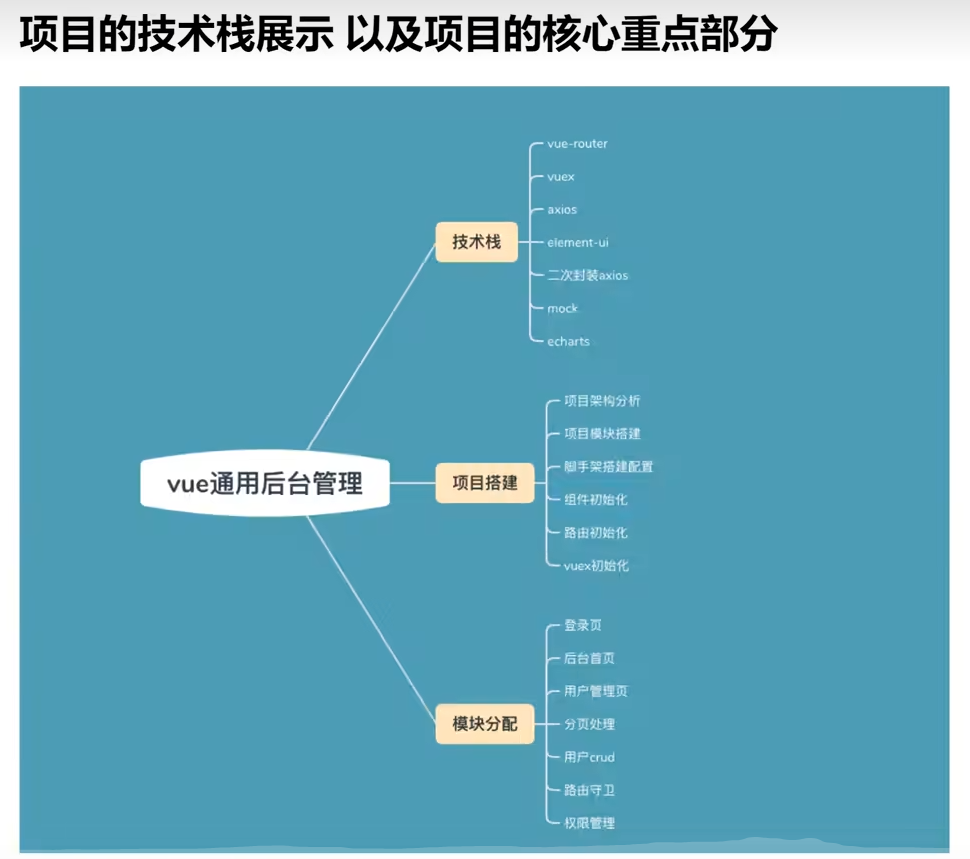 项目的技术栈展示 以及项目的核心重点部分
vue通用后台管理
技术栈
vue-router
vuex
axios
element-ui
二次封装axios
mock
echarts
项目搭建
项目架构分析
项目模块搭建
脚手架搭建配置
组件初始化
路由初始化
vuex初始化
模块分配
登录页
后台首页
用户管理页
分页处理
用户crud
路由守卫
权限管理